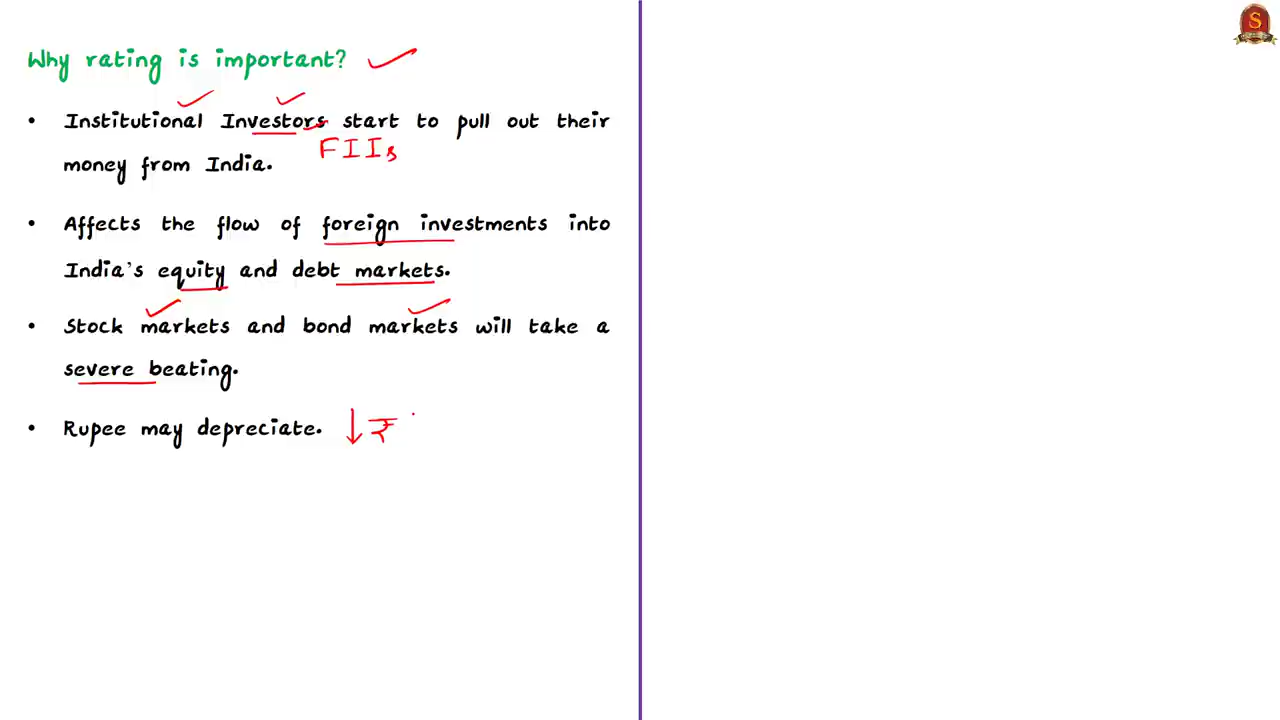 Why rating is important?
• Institutional Investors start to pull out their
FIIs
money from India.
• Affects the flow of foreign investments into
India's equity and debt markets.
• Stock markets and bond markets will take a
severe beating.
• Rupee may depreciate. ↓ ₹
S